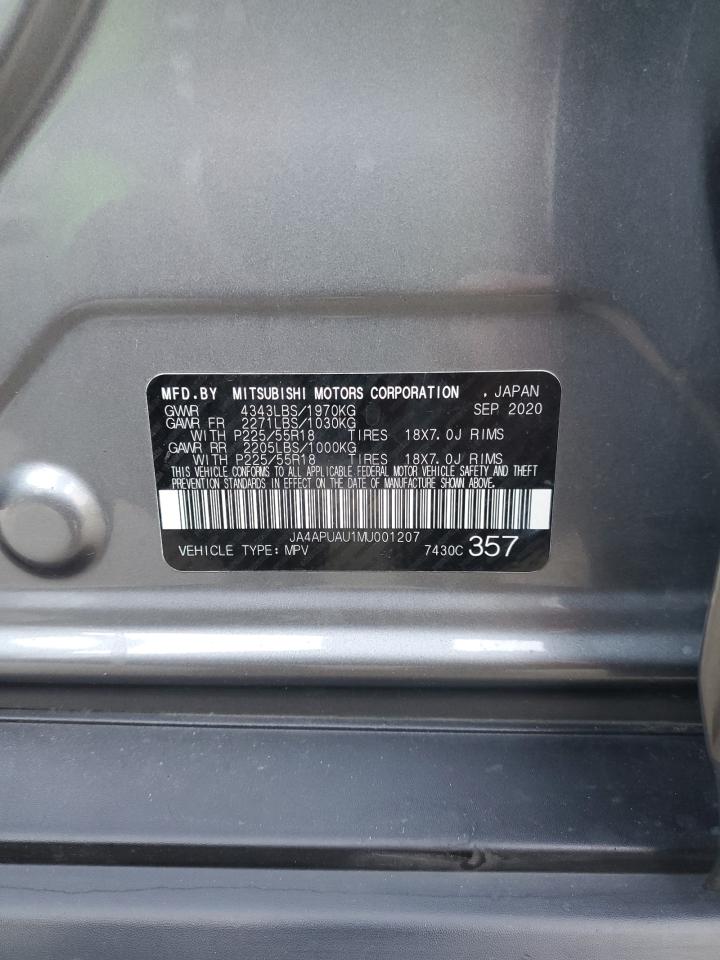 MFD.BY MITSUBISHI MOTORS CORPORATION , JAPAN
GVWR 4343LBS/1970KG SEP 2020
GAWR FR 2271LBS/1030KG
WITH P225/55R18 TIRES 18X7.0J RIMS
GAWR RR 2205LBS/1000KG
WITH P225/55R18 TIRES 18X7.0J RIMS
THIS VEHICLE CONFORMS TO ALL APPLICABLE FEDERAL MOTOR VEHICLE SAFETY AND THEFT
PREVENTION STANDARDS IN EFFECT ON THE DATE OF MANUFACTURE SHOWN ABOVE.
JA4APUAU1MU001207
VEHICLE TYPE: MPV 7430C 357